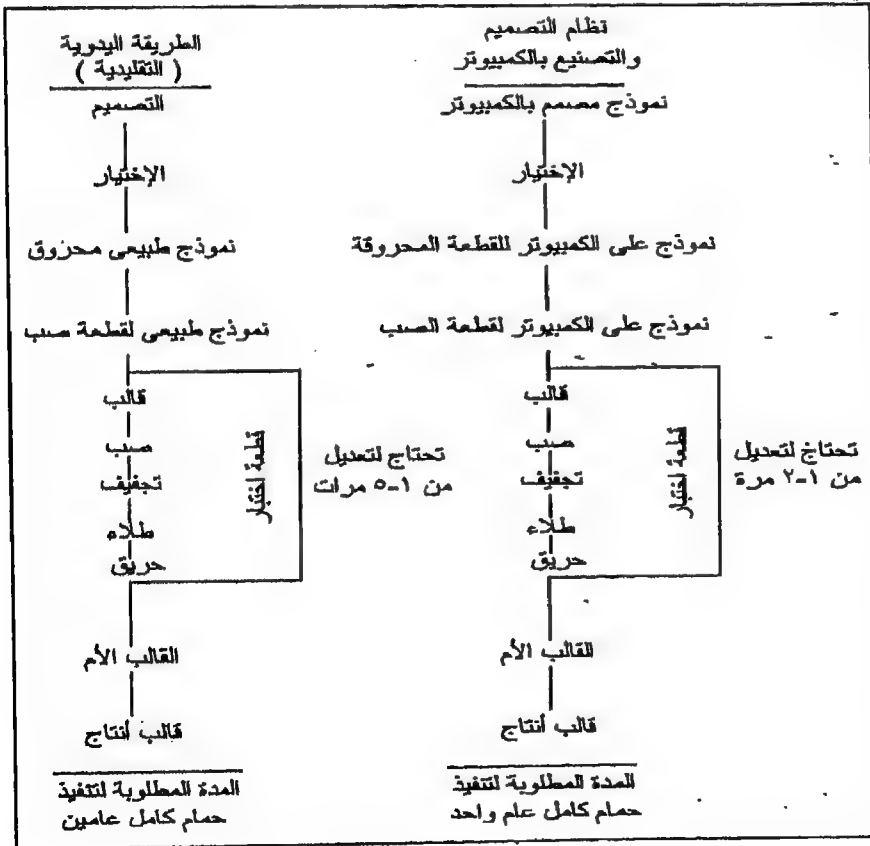 نظام التصميم
والتصنيع بالكمبيوتر
نموذج مصمم بالكمبيوتر
الإختيار
نموذج على الكمبيوتر للقطعة المحروقة
نموذج على الكمبيوتر لقطعة الصب
قالب
صب
تجفيف
طلاء
حريق
قطعة اختبار
تحتاج لتعديل
من ١-٢ مرة
القالب الأم
قالب أنتاج
المدة المطلوبة لتنفيذ
حمام كامل عام واحد
الطريقة اليدوية
( التقليدية )
التصميم
الإختيار
نموذج طبيعى محزوق
نموذج طبيعى لقطعة صب
قالب
صب
تجفيف
طلاء
حريق
قطعة اختبار
تحتاج لتعديل
من ١-٥ مرات
القالب الأم
قالب أنتاج
المدة المطلوبة لتنفيذ
حمام كامل عامين